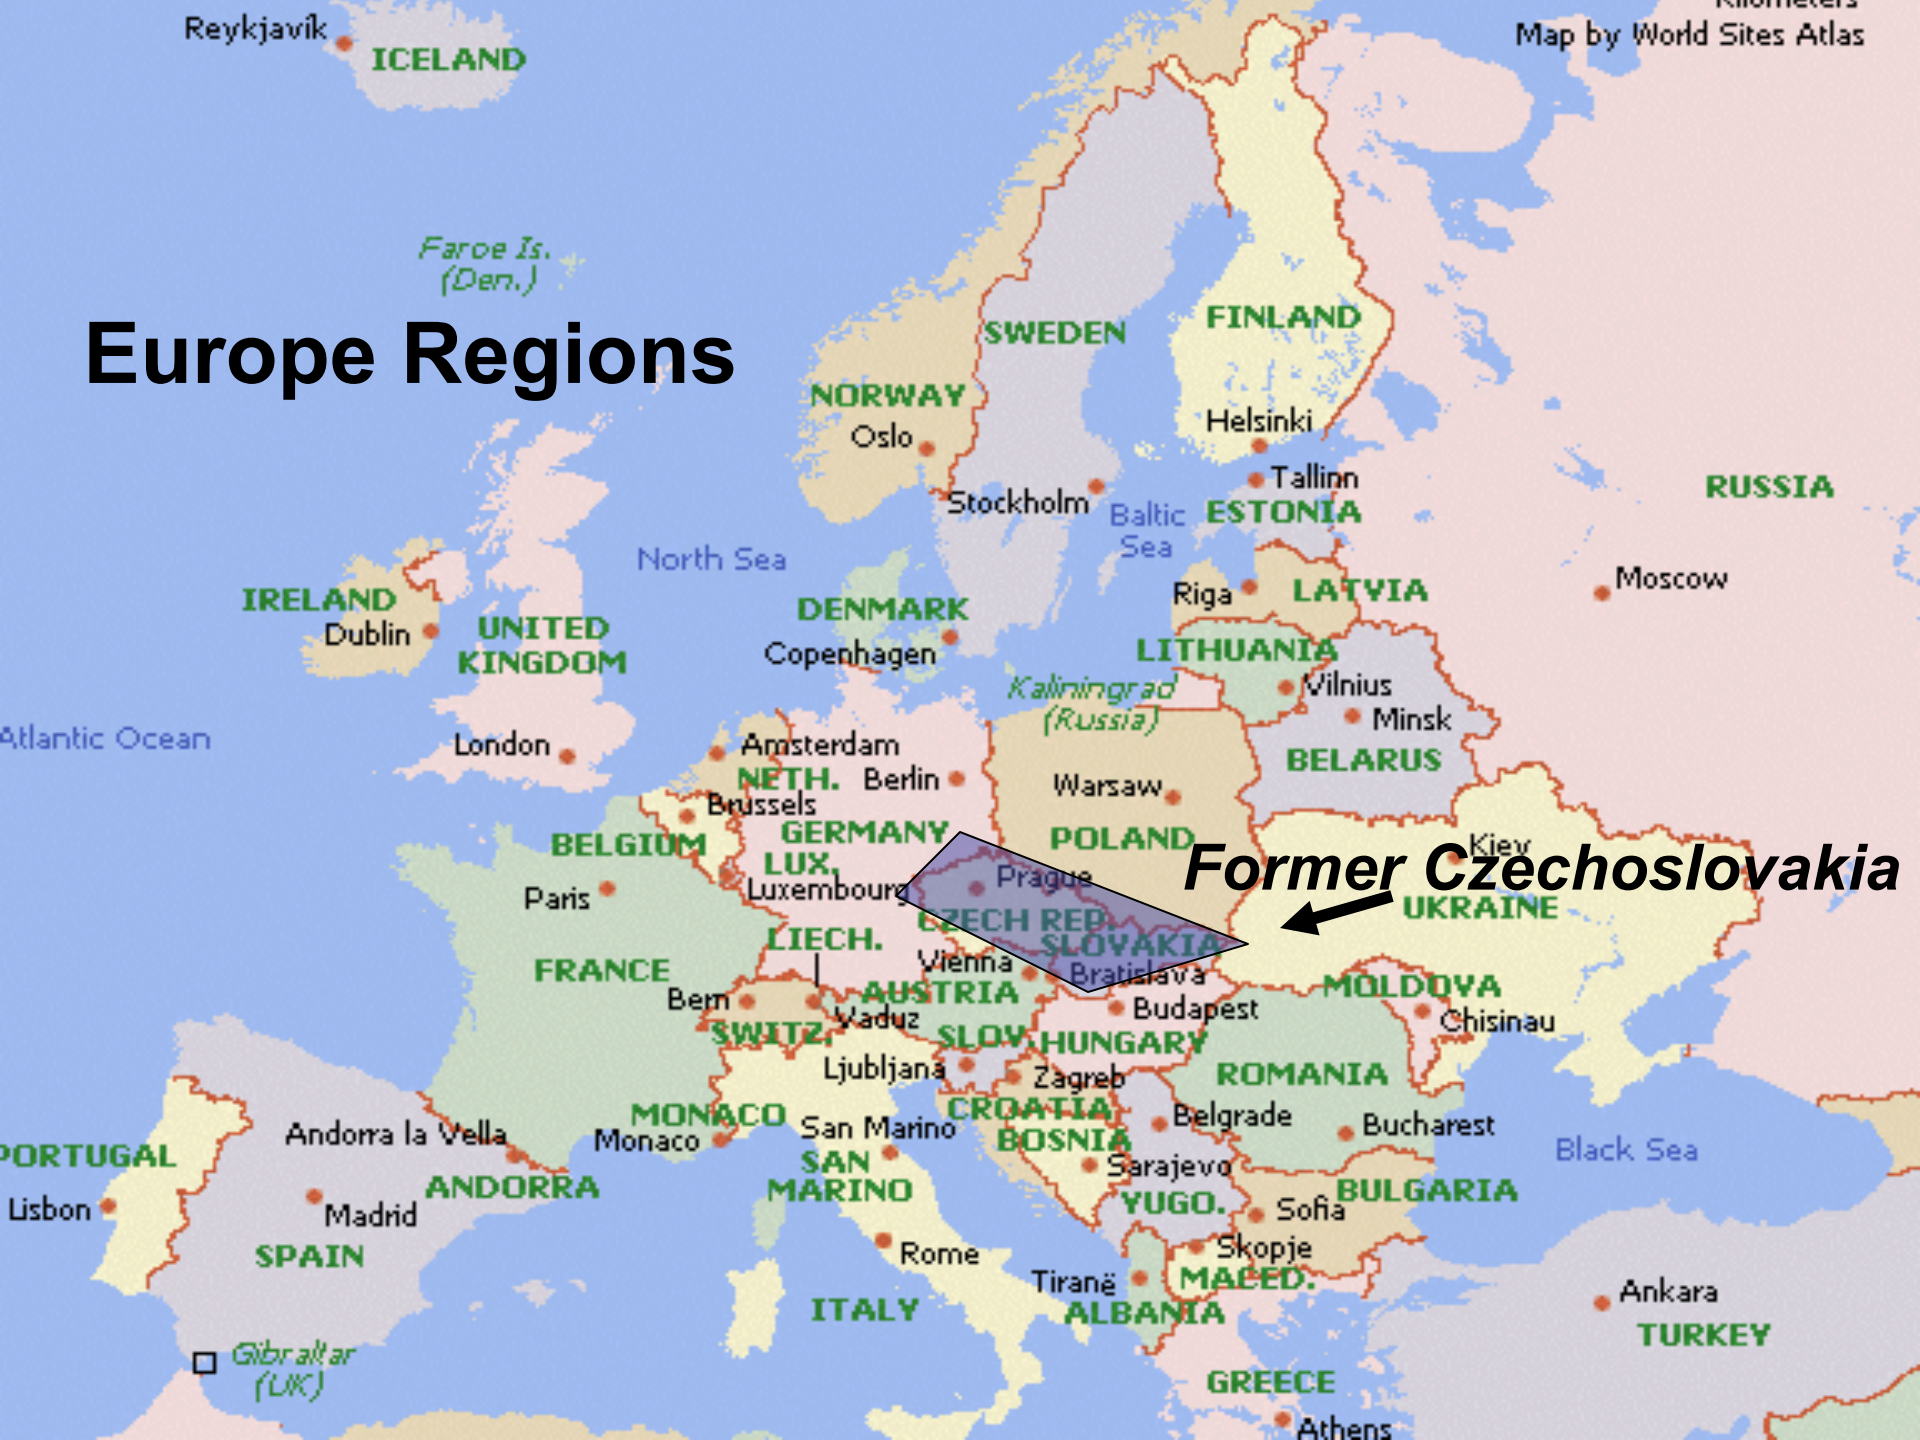 Kilometers
Map by World Sites Atlas
Reykjavík
ICELAND
Faroe Is.
(Den.)
Europe Regions
SWEDEN
FINLAND
NORWAY
Oslo
Helsinki
Stockholm
Tallinn
ESTONIA
Baltic
Sea
RUSSIA
North Sea
Moscow
IRELAND
Dublin
UNITED
KINGDOM
DENMARK
Copenhagen
Riga
LATVIA
LITHUANIA
Vilnius
Kaliningrad
(Russia)
Minsk
BELARUS
Atlantic Ocean
London
Amsterdam
NETH.
Berlin
Warsaw
POLAND
Brussels
BELGIUM
GERMANY
LUX.
Luxembourg
Paris
Prague
CZECH REP.
SLOVAKIA
Bratislava
Former Czechoslovakia
Kiev
UKRAINE
LIECH.
FRANCE
Vienna
AUSTRIA
Bern
SWITZ.
Vaduz
Budapest
HUNGARY
MOLDOVA
Chisinau
SLOV.
Ljubljana
Zagreb
CROATIA
ROMANIA
Bucharest
Belgrade
BOSNIA
Sarajevo
YUGO.
Black Sea
MONACO
Monaco
San Marino
SAN
MARINO
Andorra la Vella
ANDORRA
PORTUGAL
Lisbon
Madrid
SPAIN
BULGARIA
Sofia
Skopje
MACED.
Rome
ITALY
Tiranë
ALBANIA
Ankara
TURKEY
Gibraltar
(UK)
GREECE
Athens